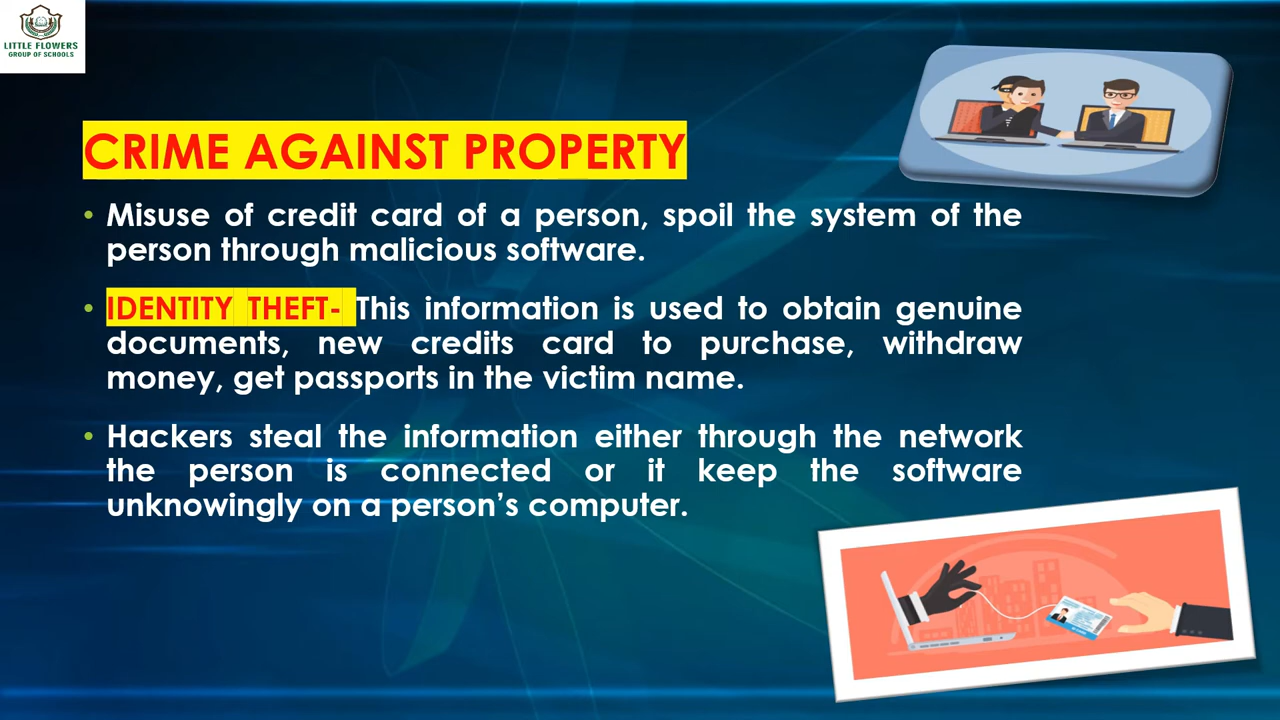 LITTLE FLOWERS
GROUP OF SCHOOLS
CRIME AGAINST PROPERTY
• Misuse of credit card of a person, spoil the system of the
person through malicious software.
• IDENTITY THEFT- This information is used to obtain genuine
documents, new credits card to purchase, withdraw
money, get passports in the victim name.
• Hackers steal the information either through the network
the person is connected or it keep the software
unknowingly on a person's computer.